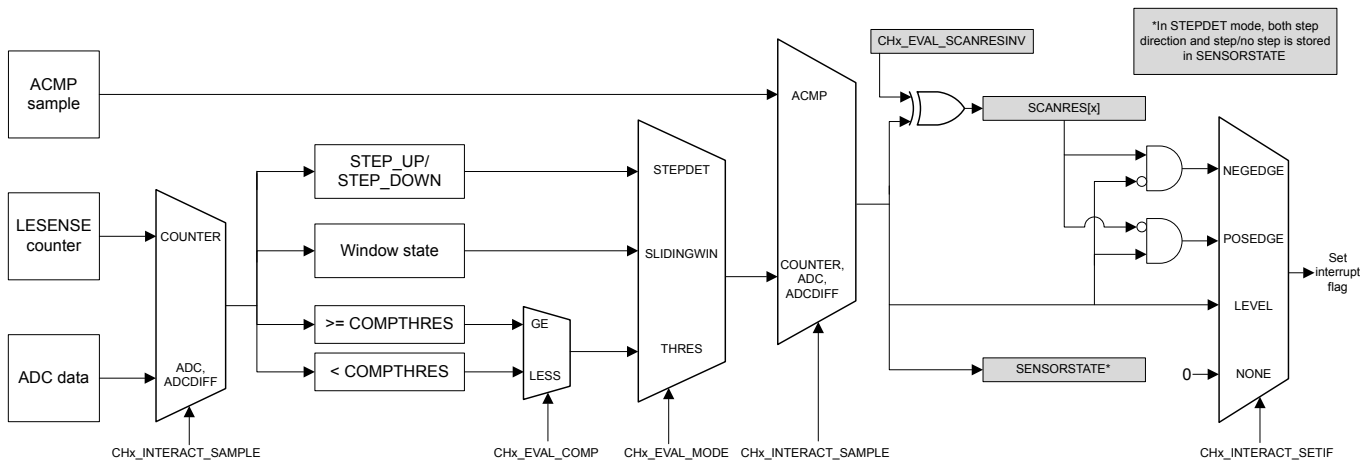 *In STEPDET mode, both step
direction and step/no step is stored
in SENSORSTATE
CHx_EVAL_SCANRESINV
ACMP
sample
ACMP
SCANRES[x]
STEP_UP/
STEP_DOWN
STEPDET
NEGEDGE
LESENSE
counter
COUNTER
Window state
SLIDINGWIN
COUNTER,
ADC,
ADCDIFF
POSEDGE
Set
interrupt
flag
>= COMPTHRES
GE
LEVEL
ADC data
ADC,
ADCDIFF
< COMPTHRES
LESS
THRES
SENSORSTATE*
0
NONE
CHx_INTERACT_SAMPLE
CHx_EVAL_COMP
CHx_EVAL_MODE
CHx_INTERACT_SAMPLE
CHx_INTERACT_SETIF